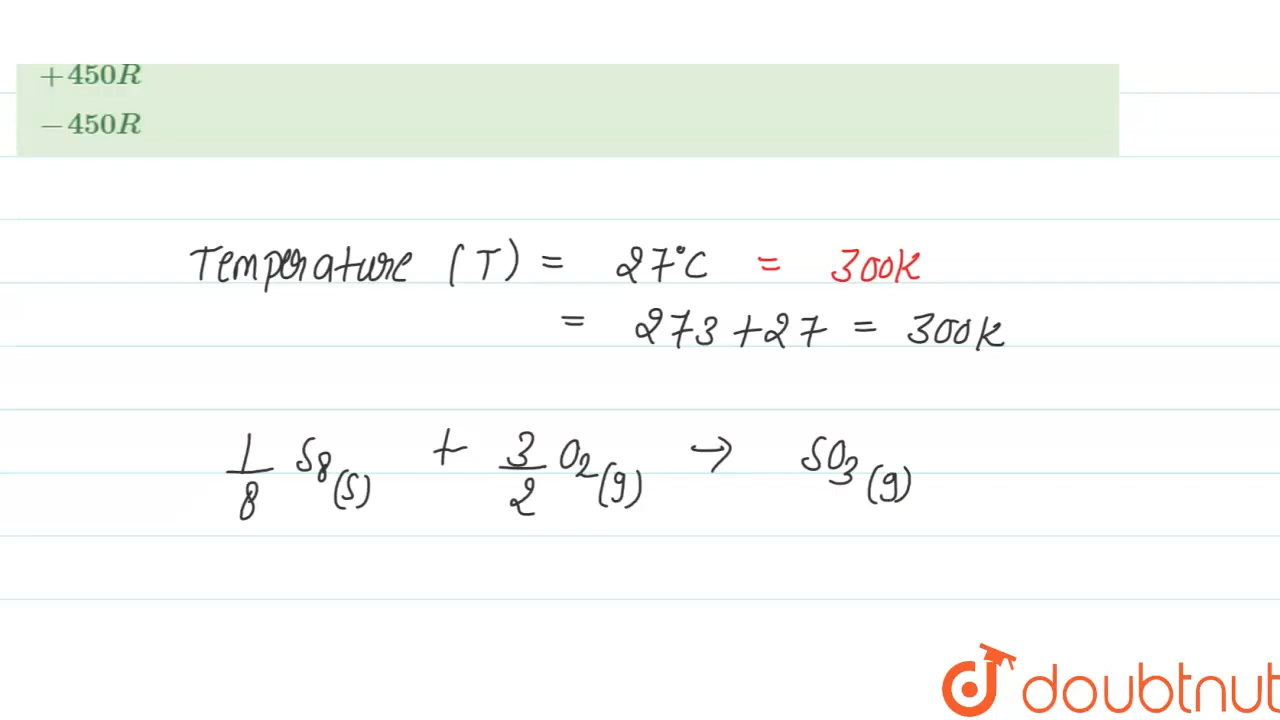 +450R
−450R
Temperature (T) = 27°C = 300K
= 273 + 27 = 300K
1/8 S₈(s) + 3/2 O₂(g) → SO₃(g)
doubtnut